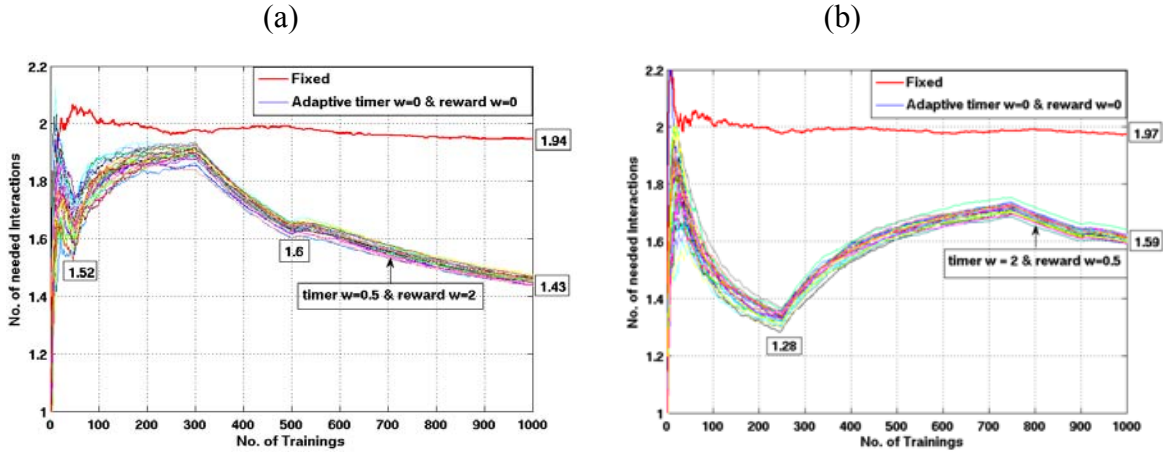 (a)
2.2
2
1.8
1.6
1.4
1.2
1
No. of needed Interactions
Fixed
Adaptive timer w=0 & reward w=0
1.94
1.52
1.6
timer w=0.5 & reward w=2
1.43
0 100 200 300 400 500 600 700 800 900 1000
No. of Trainings
(b)
2.2
2
1.8
1.6
1.4
1.2
1
No. of needed Interactions
Fixed
Adaptive timer w=0 & reward w=0
1.97
1.59
timer w = 2 & reward w=0.5
1.28
0 100 200 300 400 500 600 700 800 900 1000
No. of Trainings